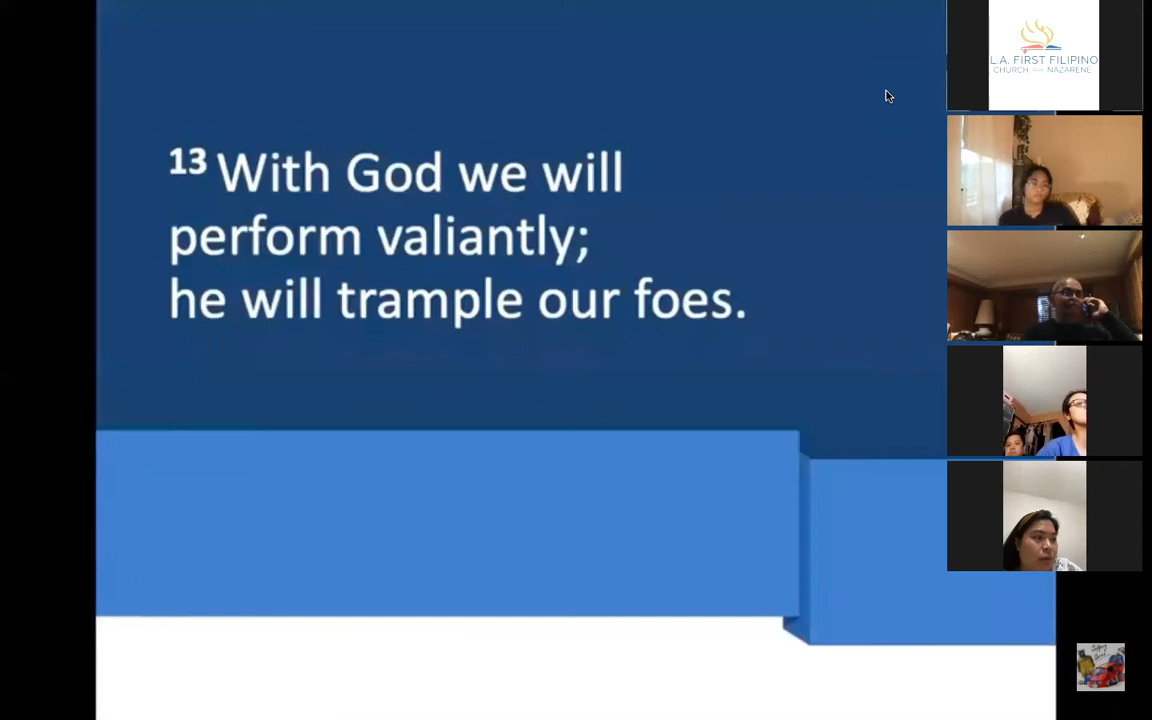 13 With God we will
perform valiantly;
he will trample our foes.
L.A. FIRST FILIPINO
CHURCH OF THE NAZARENE